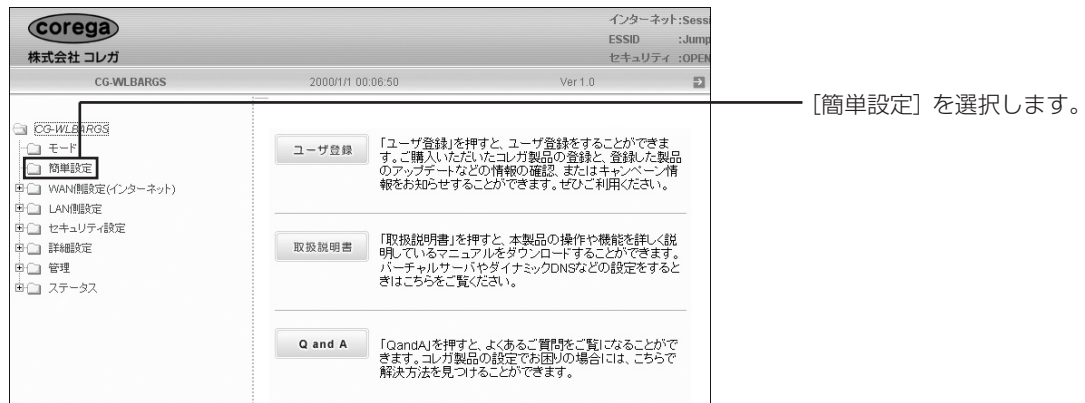 corega
株式会社 コレガ
インターネット:Sessi
ESSID :Jump
セキュリティ :OPEN
CG-WLBARGS 2000/1/1 00:06:50 Ver 1.0
[簡単設定] を選択します。
CG-WLBARGS
モード
簡単設定
WAN側設定(インターネット)
LAN側設定
セキュリティ設定
詳細設定
管理
ステータス
ユーザ登録
「ユーザ登録」を押すと、ユーザ登録をすることができま
す。ご購入いただいたコレガ製品の登録と、登録した製品
のアップデートなどの情報の確認、またはキャンペーン情
報をお知らせすることができます。ぜひご利用ください。
取扱説明書
「取扱説明書」を押すと、本製品の操作や機能を詳しく説
明しているマニュアルをダウンロードすることができます。
バーチャルサーバやダイナミックDNSなどの設定をすると
きはこちらをご覧ください。
Q and A
「QandA」を押すと、よくあるご質問をご覧になることがで
きます。コレガ製品の設定でお困りの場合には、こちらで
解決方法を見つけることができます。